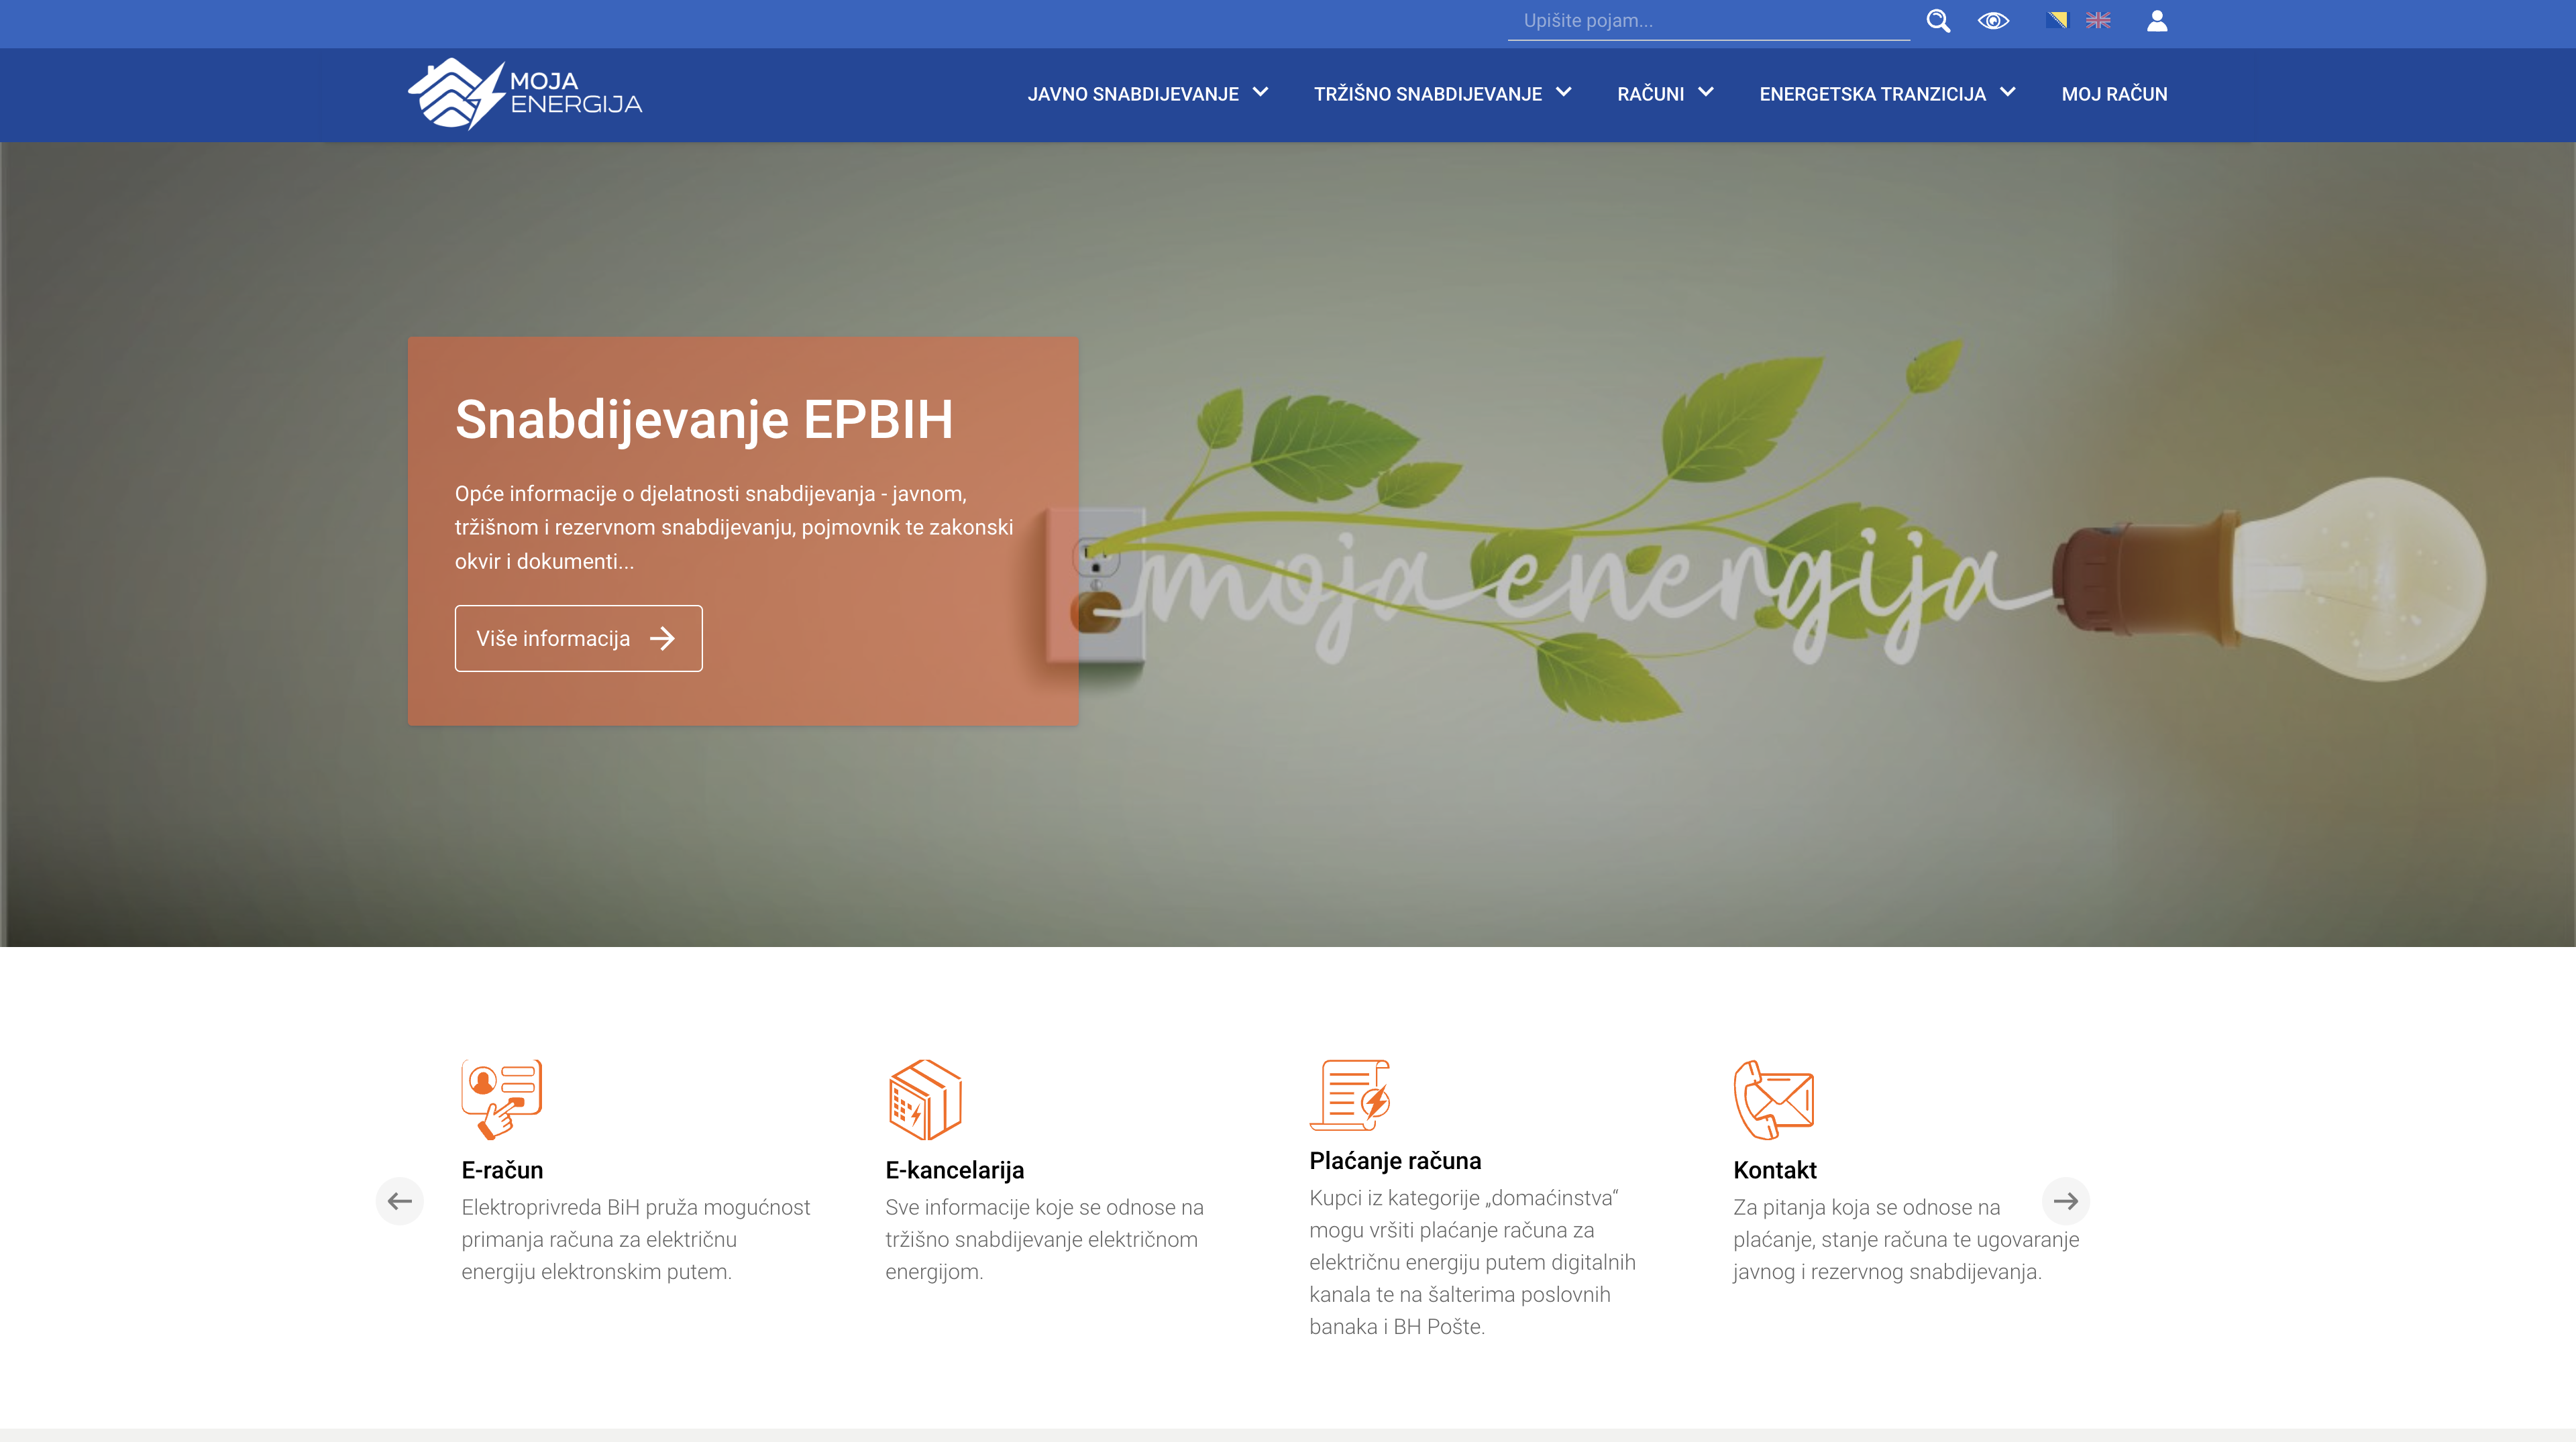 Upišite pojam...
MOJA
ENERGIJA
JAVNO SNABDIJEVANJE
TRŽIŠNO SNABDIJEVANJE
RAČUNI
ENERGETSKA TRANZICIJA
MOJ RAČUN
Snabdijevanje EPBIH
Opće informacije o djelatnosti snabdijevanja - javnom,
tržišnom i rezervnom snabdijevanju, pojmovnik te zakonski
okvir i dokumenti...
Više informacija
moja energija
E-račun
Elektroprivreda BiH pruža mogućnost
primanja računa za električnu
energiju elektronskim putem.
E-kancelarija
Sve informacije koje se odnose na
tržišno snabdijevanje električnom
energijom.
Plaćanje računa
Kupci iz kategorije „domaćinstva“
mogu vršiti plaćanje računa za
električnu energiju putem digitalnih
kanala te na šalterima poslovnih
banaka i BH Pošte.
Kontakt
Za pitanja koja se odnose na
plaćanje, stanje računa te ugovaranje
javnog i rezervnog snabdijevanja.